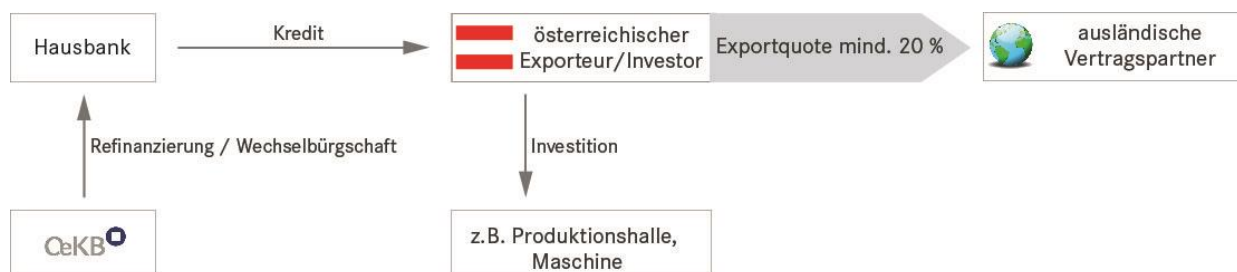 Hausbank
Kredit
österreichischer
Exporteur/Investor
Exportquote mind. 20 %
ausländische
Vertragspartner
Refinanzierung / Wechselbürgschaft
Investition
OeKB
z.B. Produktionshalle,
Maschine